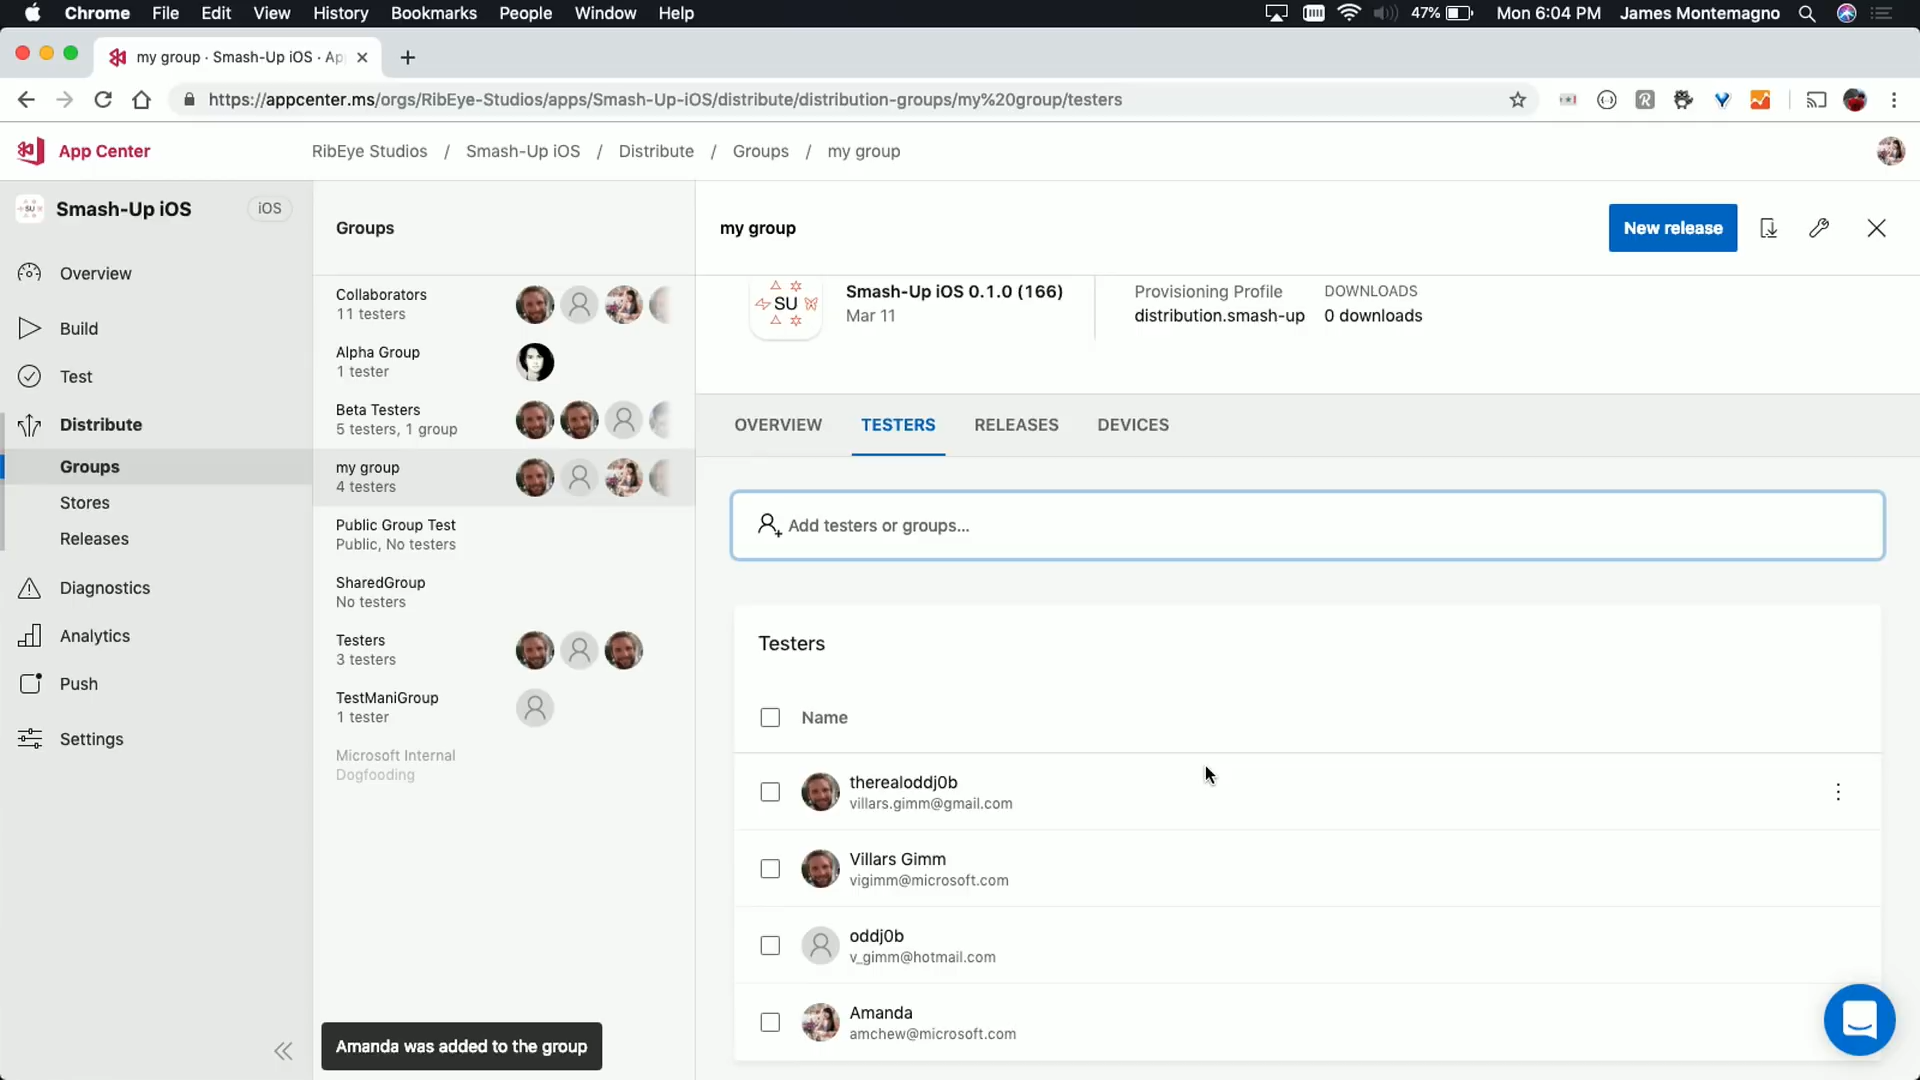 Chrome File Edit View History Bookmarks People Window Help 47% Mon 6:04 PM James Montemagno
my group · Smash-Up iOS · Ap
https://appcenter.ms/orgs/RibEye-Studios/apps/Smash-Up-iOS/distribute/distribution-groups/my%20group/testers
App Center
RibEye Studios / Smash-Up iOS / Distribute / Groups / my group
SU Smash-Up iOS iOS
Overview
Build
Test
Distribute
Groups
Stores
Releases
Diagnostics
Analytics
Push
Settings
Groups
Collaborators
11 testers
Alpha Group
1 tester
Beta Testers
5 testers, 1 group
my group
4 testers
Public Group Test
Public, No testers
SharedGroup
No testers
Testers
3 testers
TestManiGroup
1 tester
Microsoft Internal
Dogfooding
Amanda was added to the group
my group
New release
SU
Smash-Up iOS 0.1.0 (166)
Mar 11
Provisioning Profile
distribution.smash-up
DOWNLOADS
0 downloads
OVERVIEW TESTERS RELEASES DEVICES
Add testers or groups...
Testers
Name
therealoddj0b
villars.gimm@gmail.com
Villars Gimm
vigimm@microsoft.com
oddj0b
v_gimm@hotmail.com
Amanda
amchew@microsoft.com